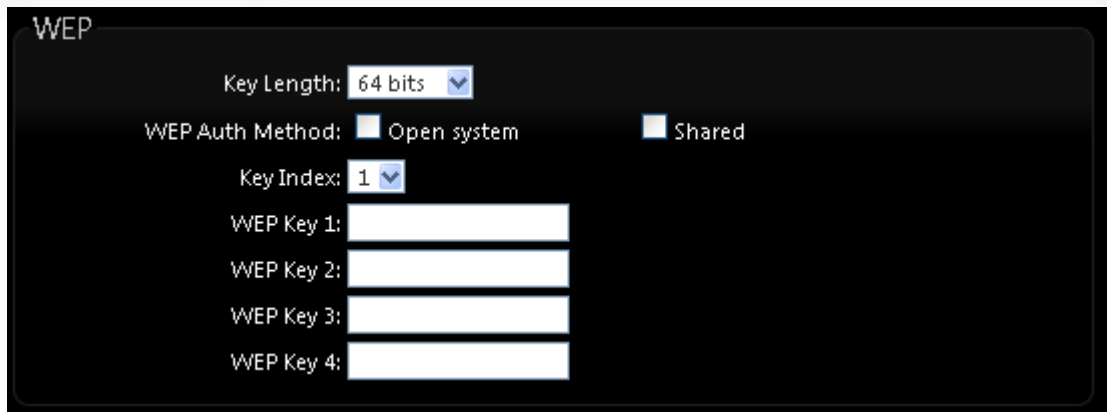 WEP
Key Length: 64 bits
WEP Auth Method: Open system Shared
Key Index: 1
WEP Key 1:
WEP Key 2:
WEP Key 3:
WEP Key 4: